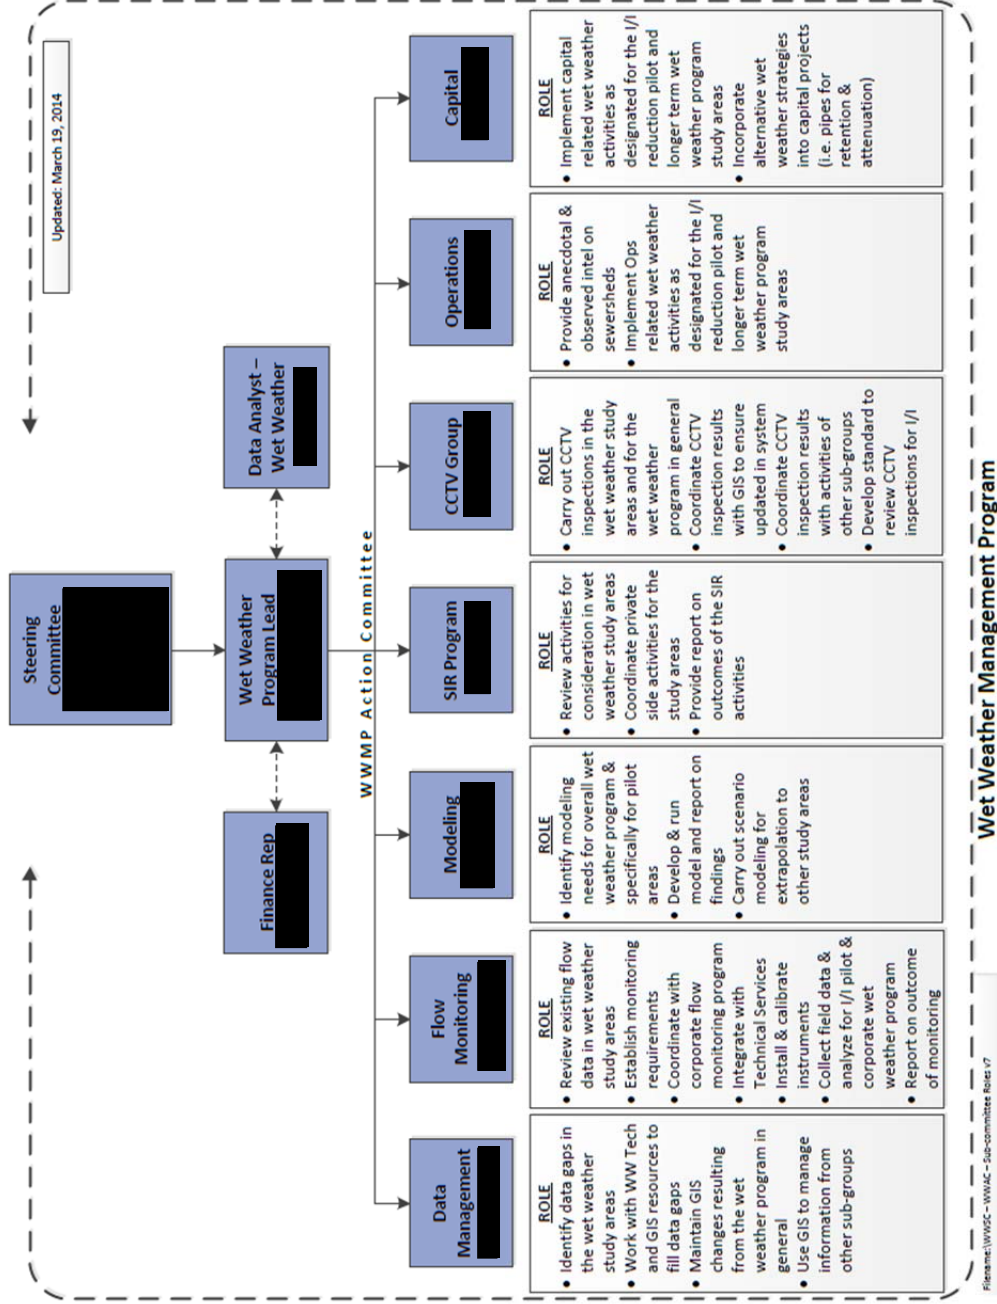 Updated: March 19, 2014
Steering
Committee
Finance Rep
Wet Weather
Program Lead
Data Analyst –
Wet Weather
WWMP Action Committee
Data
Management
Flow
Monitoring
Modeling
SIR Program
CCTV Group
Operations
Capital
ROLE
• Identify data gaps in
the wet weather
study areas
• Work with WW Tech
and GIS resources to
fill data gaps
• Maintain GIS
changes resulting
from the wet
weather program in
general
• Use GIS to manage
information from
other sub-groups
ROLE
• Review existing flow
data in wet weather
study areas
• Establish monitoring
requirements
• Coordinate with
corporate flow
monitoring program
• Integrate with
Technical Services
• Install & calibrate
instruments
• Collect field data &
analyze for I/I pilot &
corporate wet
weather program
• Report on outcome
of monitoring
ROLE
• Identify modeling
needs for overall wet
weather program &
specifically for pilot
areas
• Develop & run
model and report on
findings
• Carry out scenario
modeling for
extrapolation to
other study areas
ROLE
• Review activities for
consideration in wet
weather study areas
• Coordinate private
side activities for the
study areas
• Provide report on
outcomes of the SIR
activities
ROLE
• Carry out CCTV
inspections in the
wet weather study
areas and for the
wet weather
program in general
• Coordinate CCTV
inspection results
with GIS to ensure
updated in system
• Coordinate CCTV
inspection results
with activities of
other sub-groups
• Develop standard to
review CCTV
inspections for I/I
ROLE
• Provide anecdotal &
observed intel on
sewersheds
• Implement Ops
related wet weather
activities as
designated for the I/I
reduction pilot and
longer term wet
weather program
study areas
ROLE
• Implement capital
related wet weather
activities as
designated for the I/I
reduction pilot and
longer term wet
weather program
study areas
• Incorporate
alternative wet
weather strategies
into capital projects
(i.e. pipes for
retention &
attenuation)
Wet Weather Management Program
Filename:\WWSC – WWAC – Sub-committee Roles v7